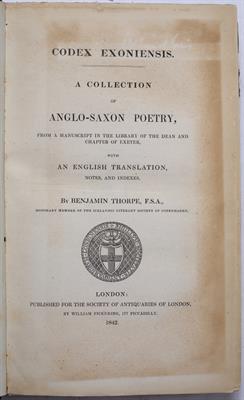 CODEX EXONIENSIS.
A COLLECTION
OF
ANGLO-SAXON POETRY,
FROM A MANUSCRIPT IN THE LIBRARY OF THE DEAN AND
CHAPTER OF EXETER,
WITH
AN ENGLISH TRANSLATION,
NOTES, AND INDEXES,
BY BENJAMIN THORPE, F.S.A.,
HONORARY MEMBER OF THE ICELANDIC LITERARY SOCIETY OF COPENHAGEN.
LONDON:
PUBLISHED FOR THE SOCIETY OF ANTIQUARIES OF LONDON,
BY WILLIAM PICKERING, 177 PICCADILLY.
1842.